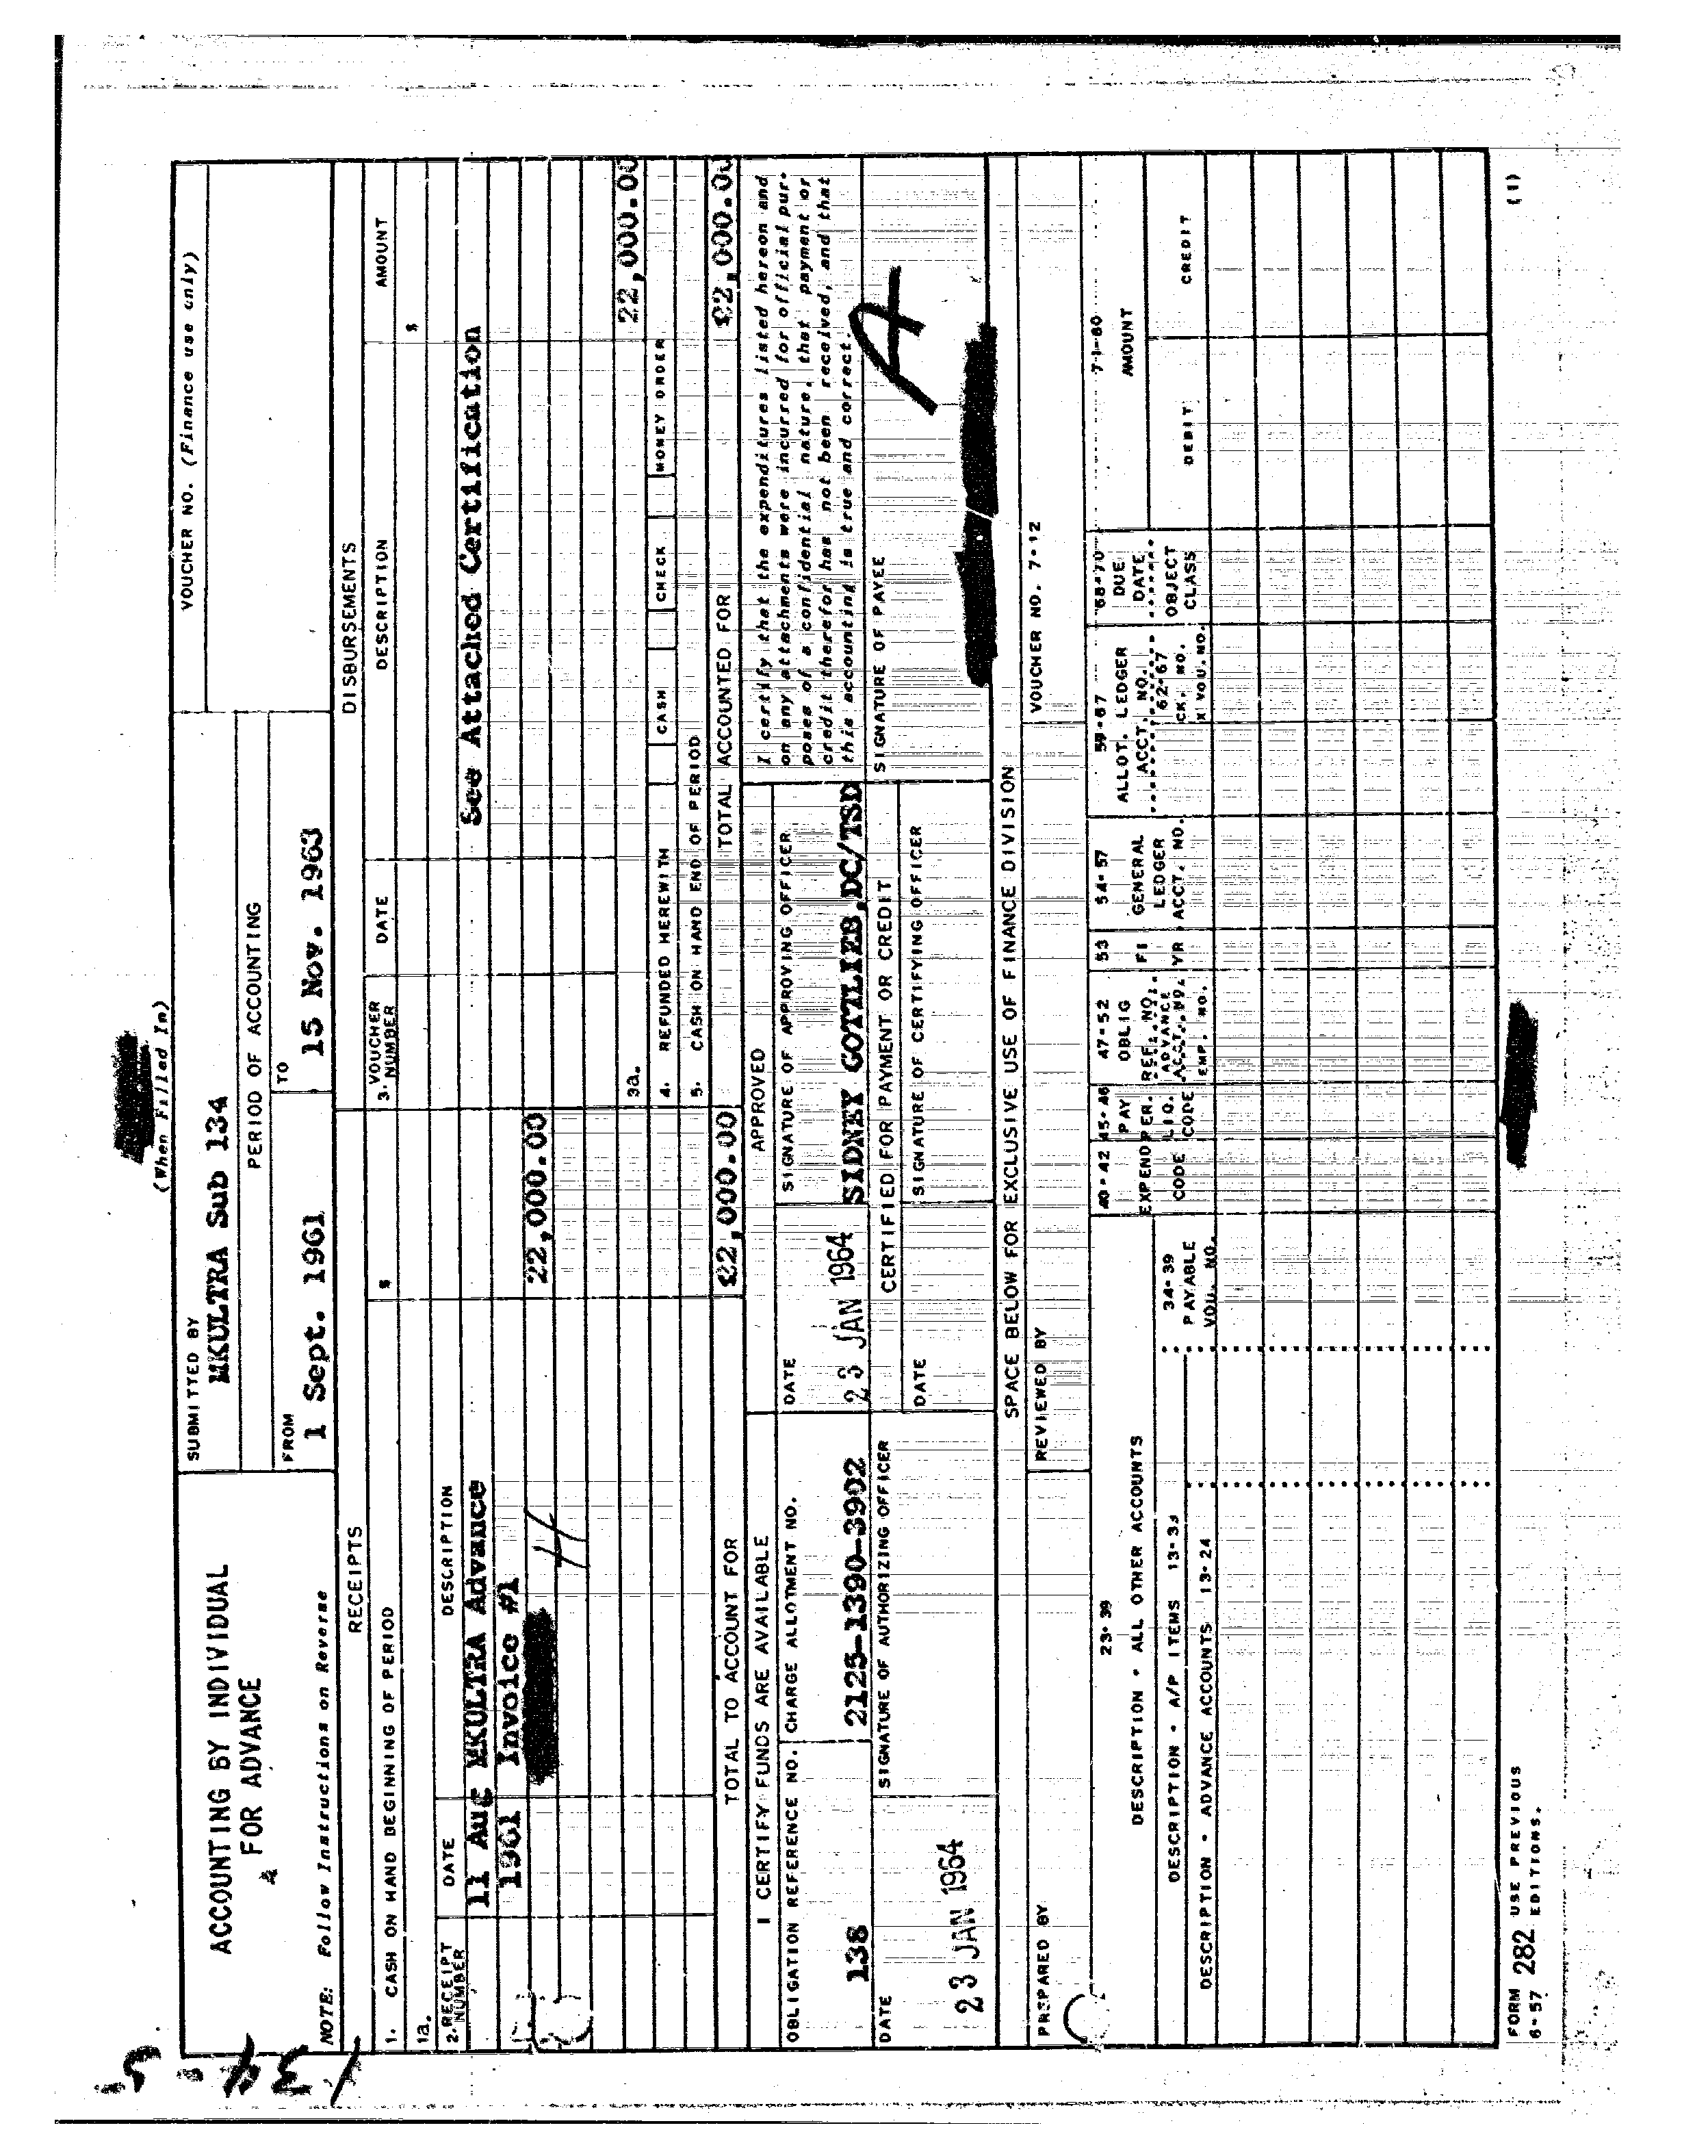 134-5
(When Filled In)
ACCOUNTING BY INDIVIDUAL
FOR ADVANCE
NOTE: Follow Instructions on Reverse
SUBMITTED BY
MKULTRA Sub 134
PERIOD OF ACCOUNTING
FROM
1 Sept. 1961
TO
15 Nov. 1963
VOUCHER NO. (Finance use only)
RECEIPTS
DISBURSEMENTS
1. CASH ON HAND BEGINNING OF PERIOD
$
3. VOUCHER NUMBER
DATE
DESCRIPTION
AMOUNT
1a.
$
2. RECEIPT NUMBER
DATE
DESCRIPTION
11 Aug MKULTRA Advance
1961 Invoice #1
22,000.00
See Attached Certification
3a.
22,000.00
4. REFUNDED HEREWITH
CASH
CHECK
MONEY ORDER
5. CASH ON HAND END OF PERIOD
TOTAL TO ACCOUNT FOR
22,000.00
TOTAL ACCOUNTED FOR
22,000.00
I CERTIFY FUNDS ARE AVAILABLE
APPROVED
I certify that the expenditures listed hereon and
on any attachments were incurred for official pur-
poses of a confidential nature, that payment or
credit therefor has not been received, and that
this accounting is true and correct.
OBLIGATION REFERENCE NO.
138
CHARGE ALLOTMENT NO.
2125-1390-3902
DATE
23 JAN 1964
SIGNATURE OF APPROVING OFFICER
SIDNEY GOTTLIEB, DC/TSD
DATE
23 JAN 1964
SIGNATURE OF AUTHORIZING OFFICER
CERTIFIED FOR PAYMENT OR CREDIT
DATE
SIGNATURE OF CERTIFYING OFFICER
SIGNATURE OF PAYEE
A
SPACE BELOW FOR EXCLUSIVE USE OF FINANCE DIVISION
PREPARED BY
REVIEWED BY
VOUCHER NO. 7-12
23-39
DESCRIPTION - ALL OTHER ACCOUNTS
DESCRIPTION - A/P ITEMS
DESCRIPTION - ADVANCE ACCOUNTS 13-24
34-39
PAYABLE
VOU. NO.
40-42
EXPEND
CODE
45-46
PAY
PER.
LIQ.
CODE
47-52
OBLIG
REF. NO.
ADVANCE
ACCT. NO.
EMP. NO.
53
FI
YR
54-57
GENERAL
LEDGER
ACCT. NO.
ALLOT. LEDGER
ACCT. NO.
62-67
CK. NO.
X VOU. NO.
68-70
DUE
DATE
OBJECT
CLASS
71-80
AMOUNT
DEBIT
CREDIT
FORM
6-57
282
USE PREVIOUS
EDITIONS.
(1)